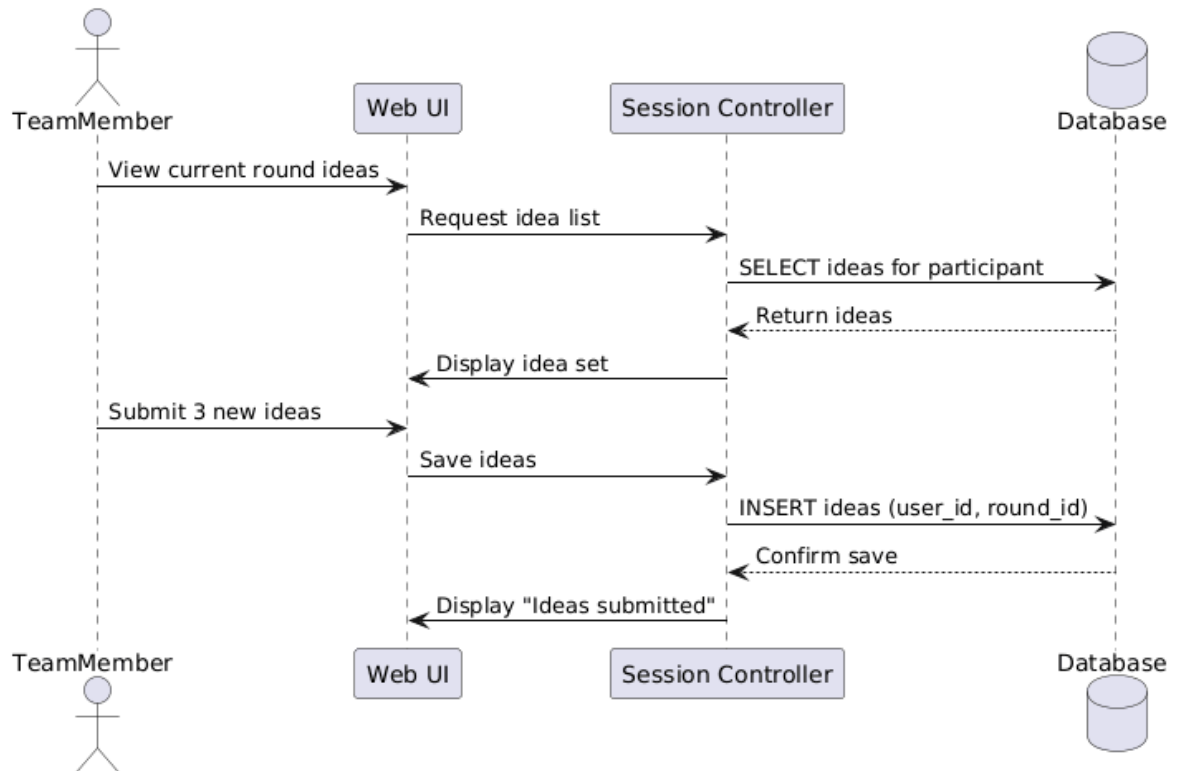 TeamMember
Web UI
Session Controller
Database
View current round ideas
Request idea list
SELECT ideas for participant
Return ideas
Display idea set
Submit 3 new ideas
Save ideas
INSERT ideas (user_id, round_id)
Confirm save
Display "Ideas submitted"
TeamMember
Web UI
Session Controller
Database